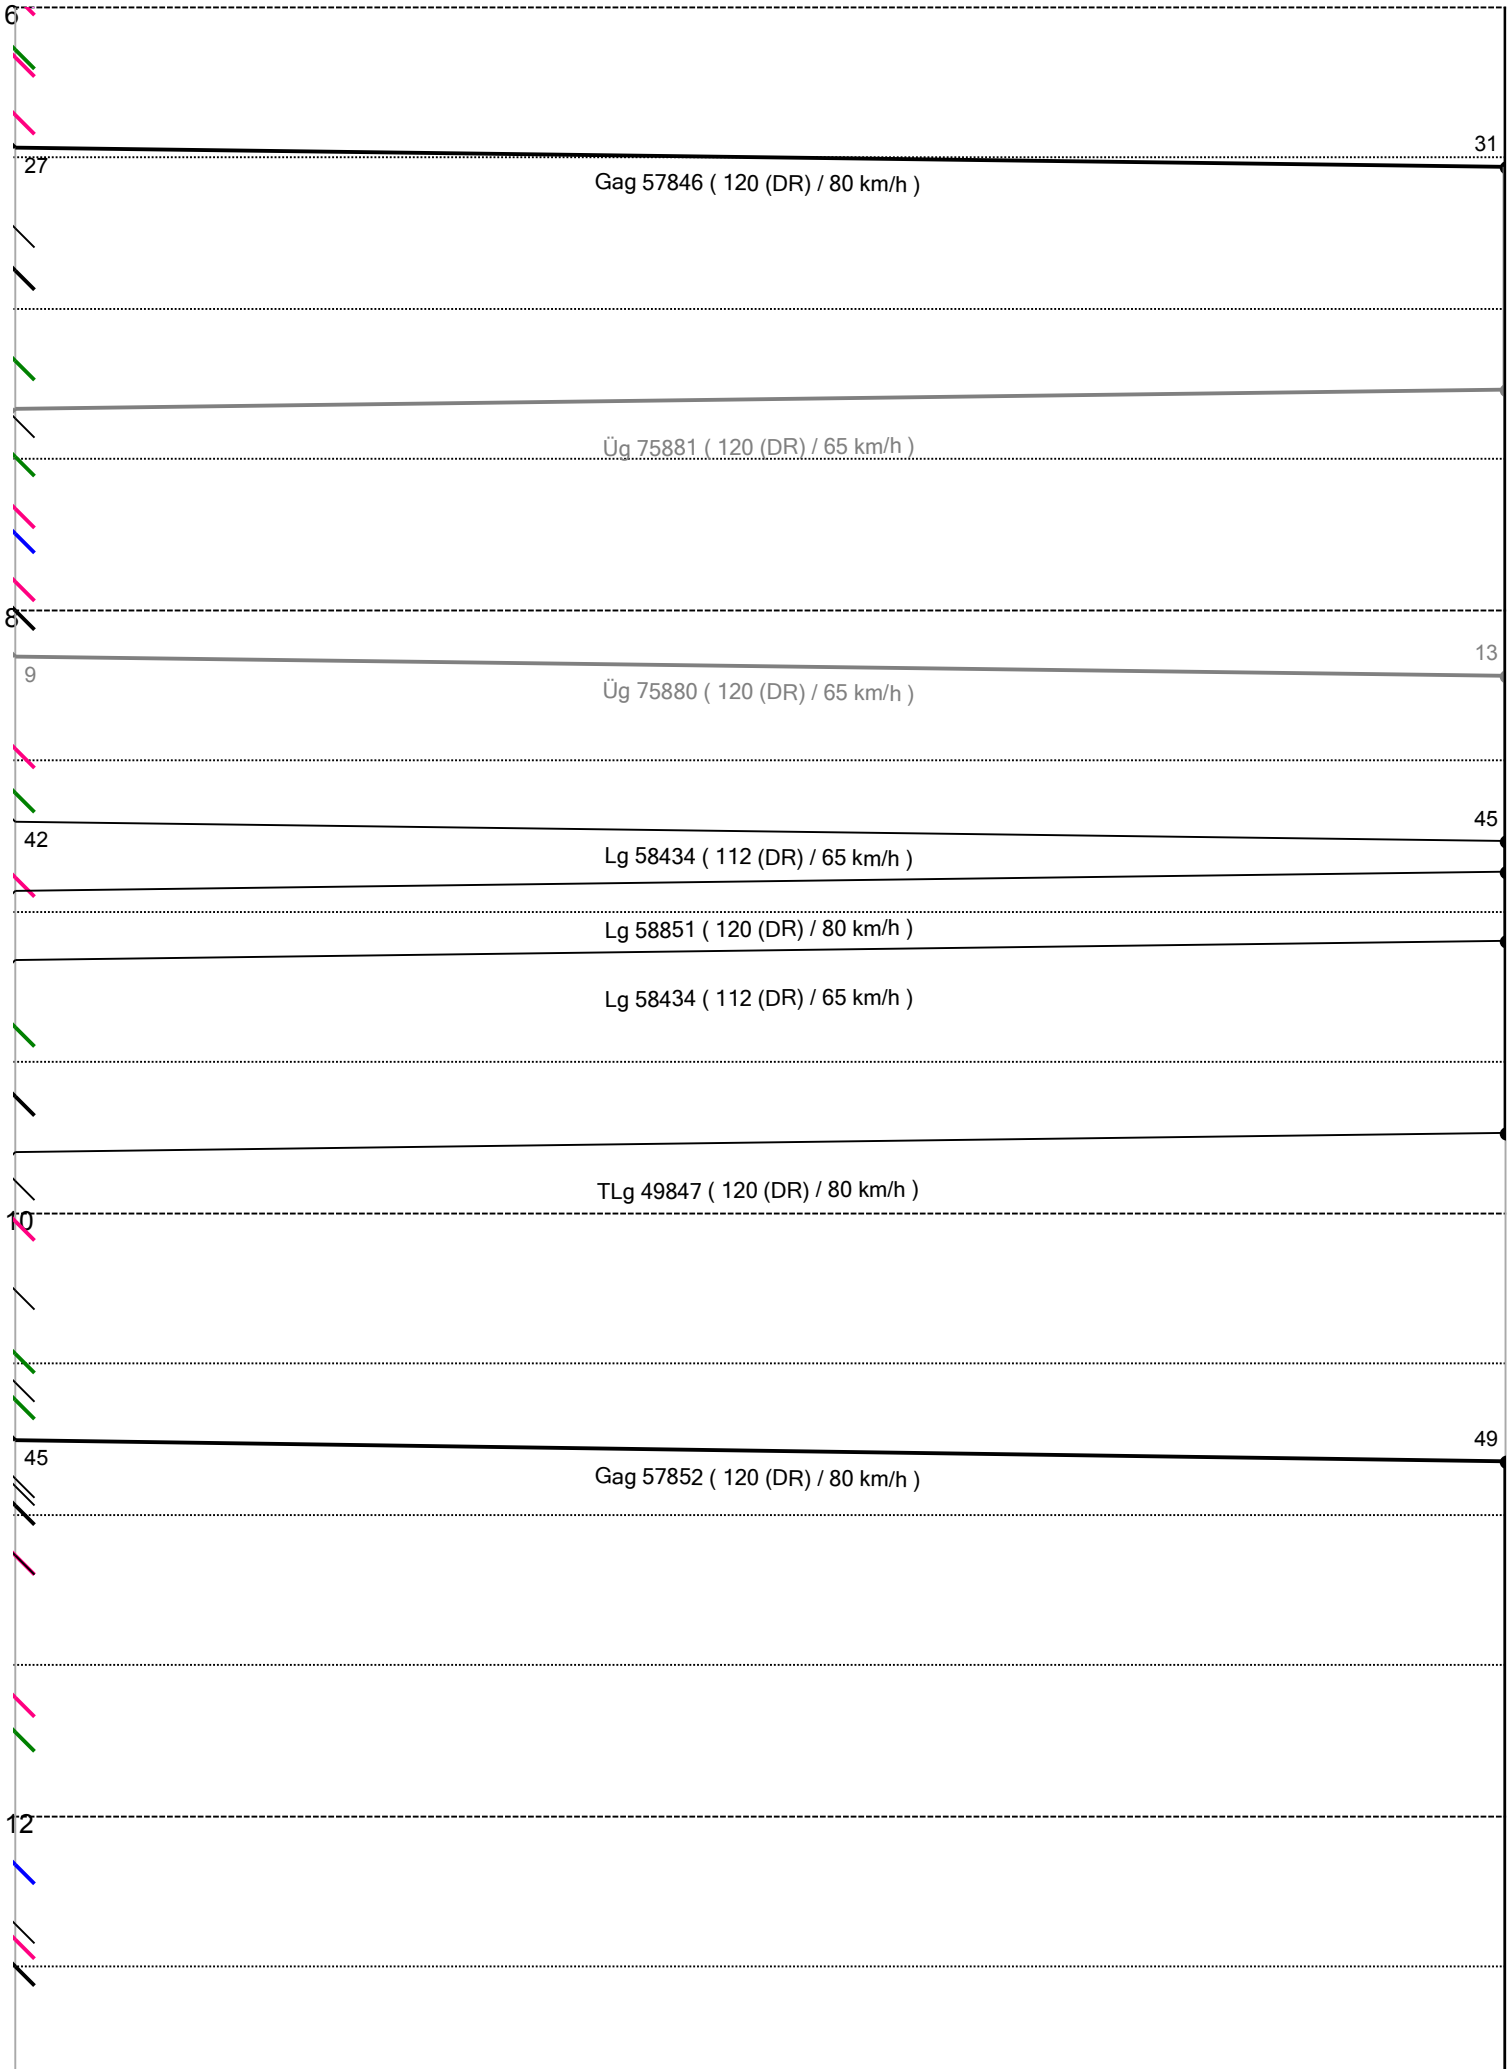 6
31
27
Gag 57846 ( 120 (DR) / 80 km/h )
Üg 75881 ( 120 (DR) / 65 km/h )
8
13
9
Üg 75880 ( 120 (DR) / 65 km/h )
45
42
Lg 58434 ( 112 (DR) / 65 km/h )
Lg 58851 ( 120 (DR) / 80 km/h )
Lg 58434 ( 112 (DR) / 65 km/h )
TLg 49847 ( 120 (DR) / 80 km/h )
10
49
45
Gag 57852 ( 120 (DR) / 80 km/h )
12